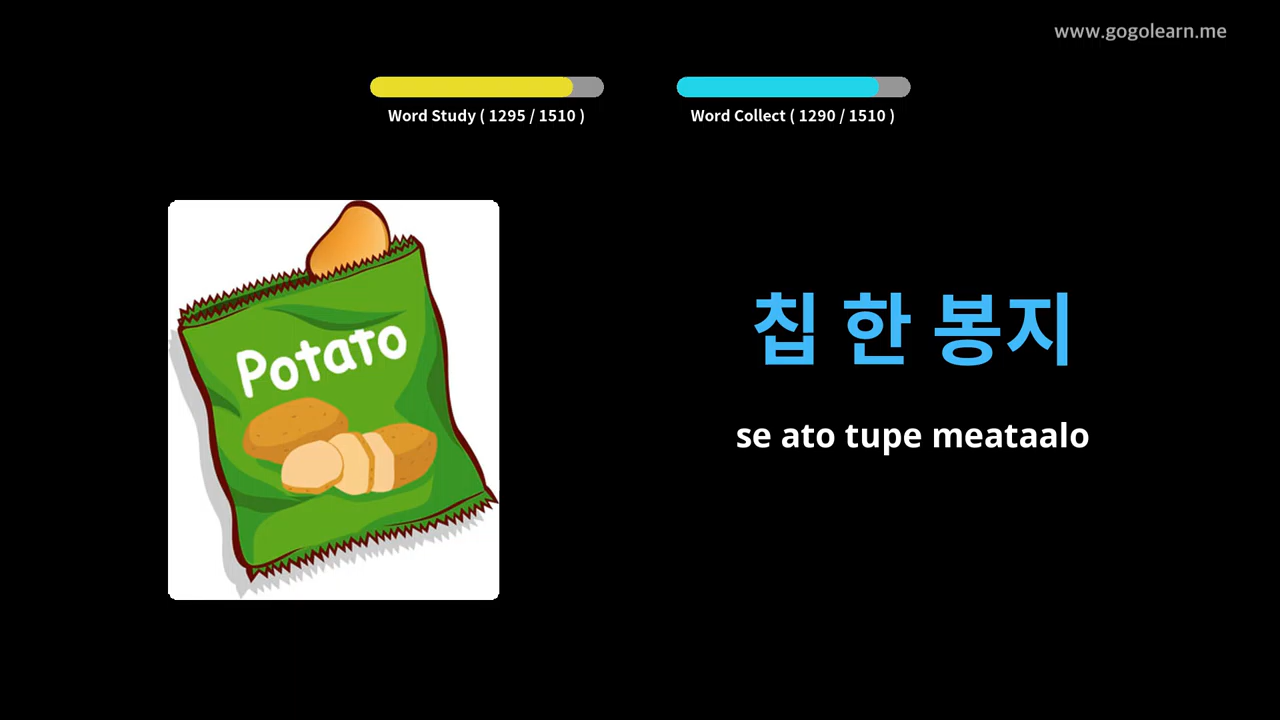 www.gogolearn.me
Word Study ( 1295 / 1510 )
Word Collect ( 1290 / 1510 )
Potato
칩 한 봉지
se ato tupe meataalo